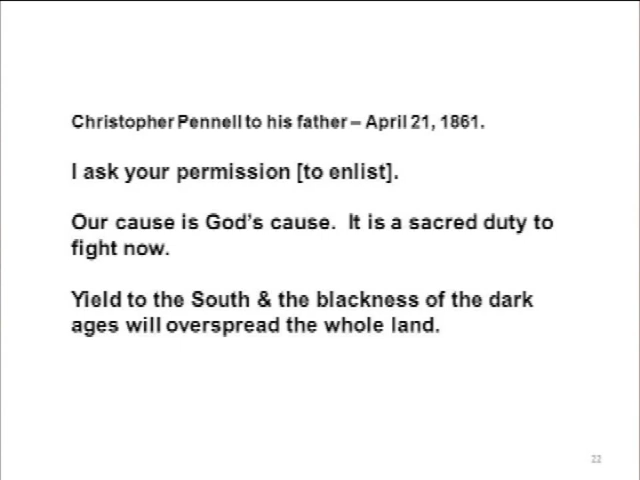 Christopher Pennell to his father – April 21, 1861.
I ask your permission [to enlist].
Our cause is God's cause.  It is a sacred duty to
fight now.
Yield to the South & the blackness of the dark
ages will overspread the whole land.
22